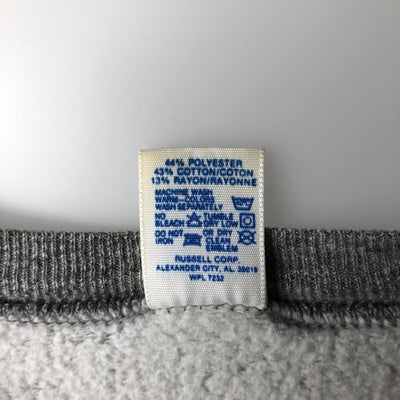 44% POLYESTER
43% COTTON/COTON
13% RAYON/RAYONNE
MACHINE WASH
WARM-COLORS
WASH SEPARATELY
NO TUMBLE
BLEACH DRY LOW
DO NOT OR DRY
IRON CLEAN
EMBLEM
RUSSELL CORP
ALEXANDER CITY, AL. 35010
WPL 7232